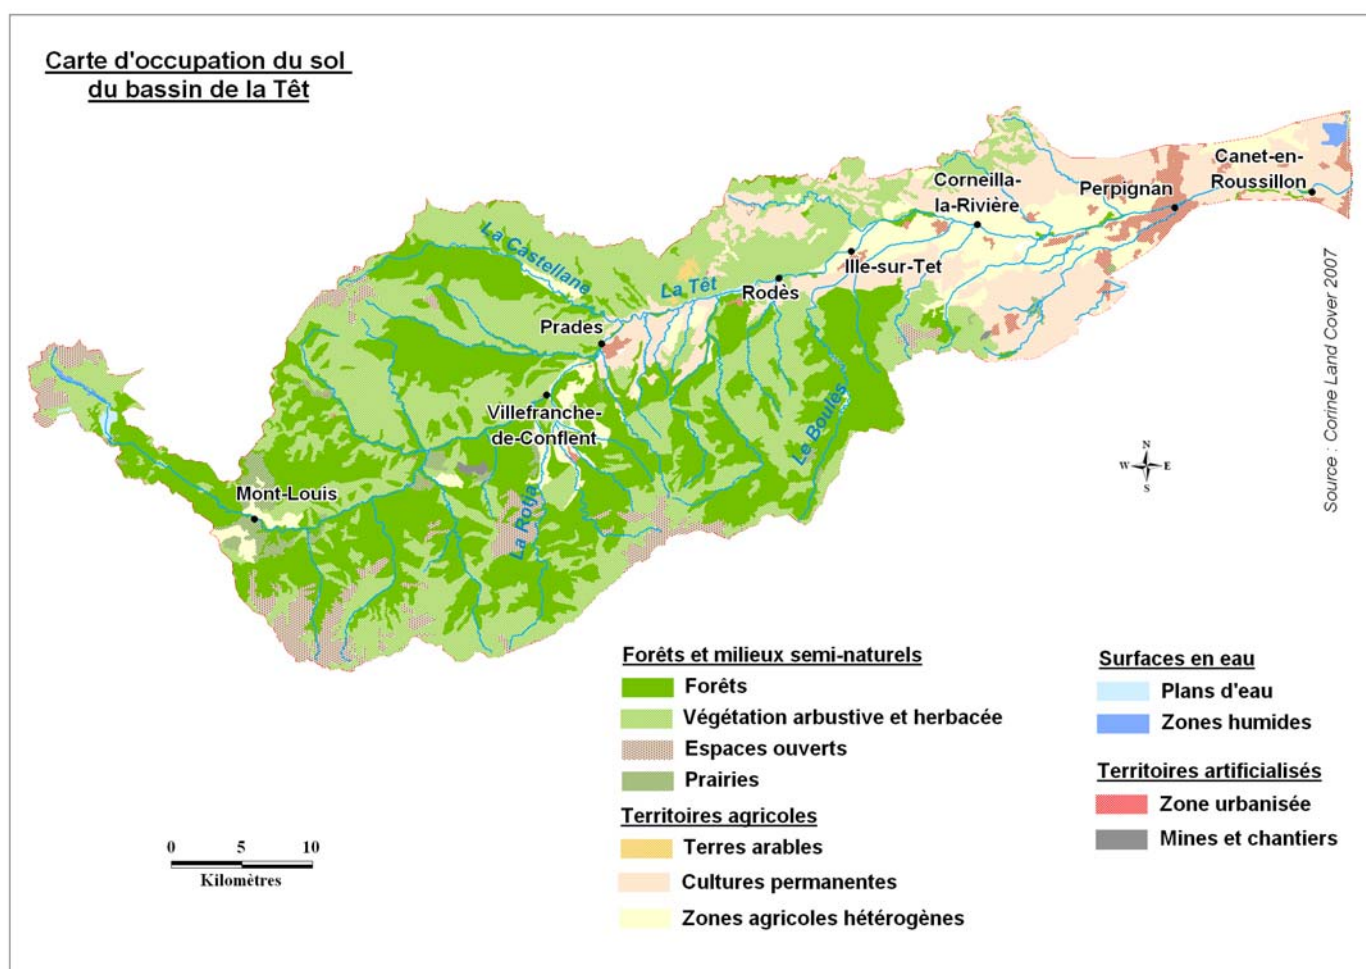 Carte d'occupation du sol
du bassin de la Têt
Canet-en-
Roussillon
Corneilla-
la-Rivière
Perpignan
La Castellane
Ille-sur-Tet
La Têt
Rodès
Prades
Villefranche-
de-Conflent
Le Boules
La Rotja
Mont-Louis
N
W E
S
Source : Corine Land Cover 2007
Forêts et milieux semi-naturels
Forêts
Végétation arbustive et herbacée
Espaces ouverts
Prairies
Territoires agricoles
Terres arables
Cultures permanentes
Zones agricoles hétérogènes
Surfaces en eau
Plans d'eau
Zones humides
Territoires artificialisés
Zone urbanisée
Mines et chantiers
0 5 10
Kilomètres